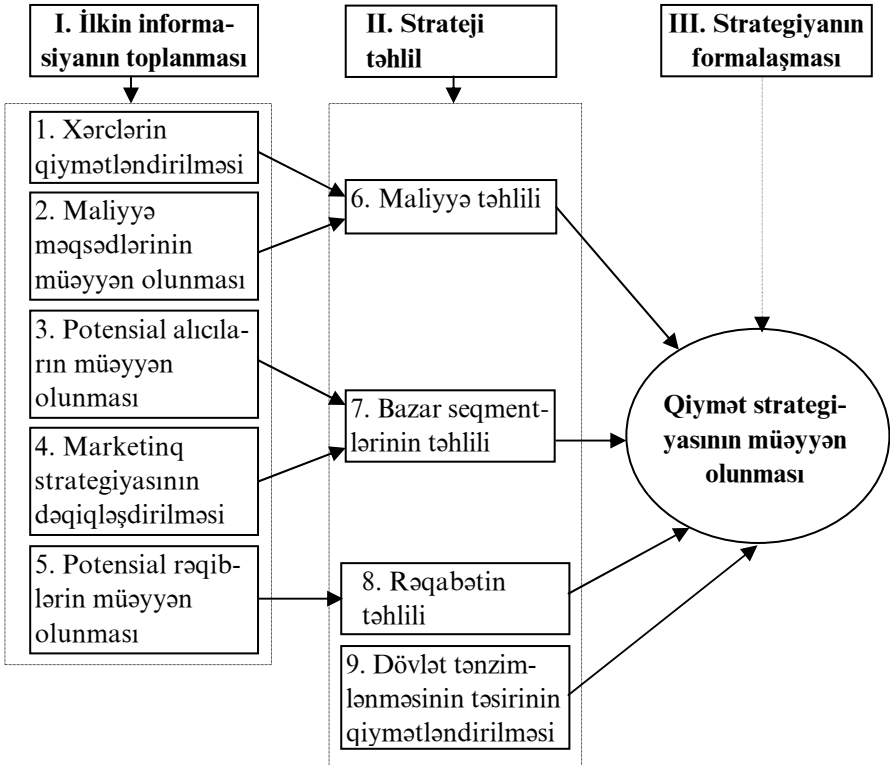 I. İlkin informa-
siyanın toplanması
II. Strateji
təhlil
III. Strategiyanın
formalaşması
1. Xərclərin
qiymətləndirilməsi
2. Maliyyə
məqsədlərinin
müəyyən olunması
3. Potensial alıcıla-
rın müəyyən
olunması
4. Marketinq
strategiyasının
dəqiqləşdirilməsi
5. Potensial rəqib-
lərin müəyyən
olunması
6. Maliyyə təhlili
7. Bazar seqment-
lərinin təhlili
8. Rəqabətin
təhlili
9. Dövlət tənzim-
lənməsinin təsirinin
qiymətləndirilməsi
Qiymət strategi-
yasının müəyyən
olunması